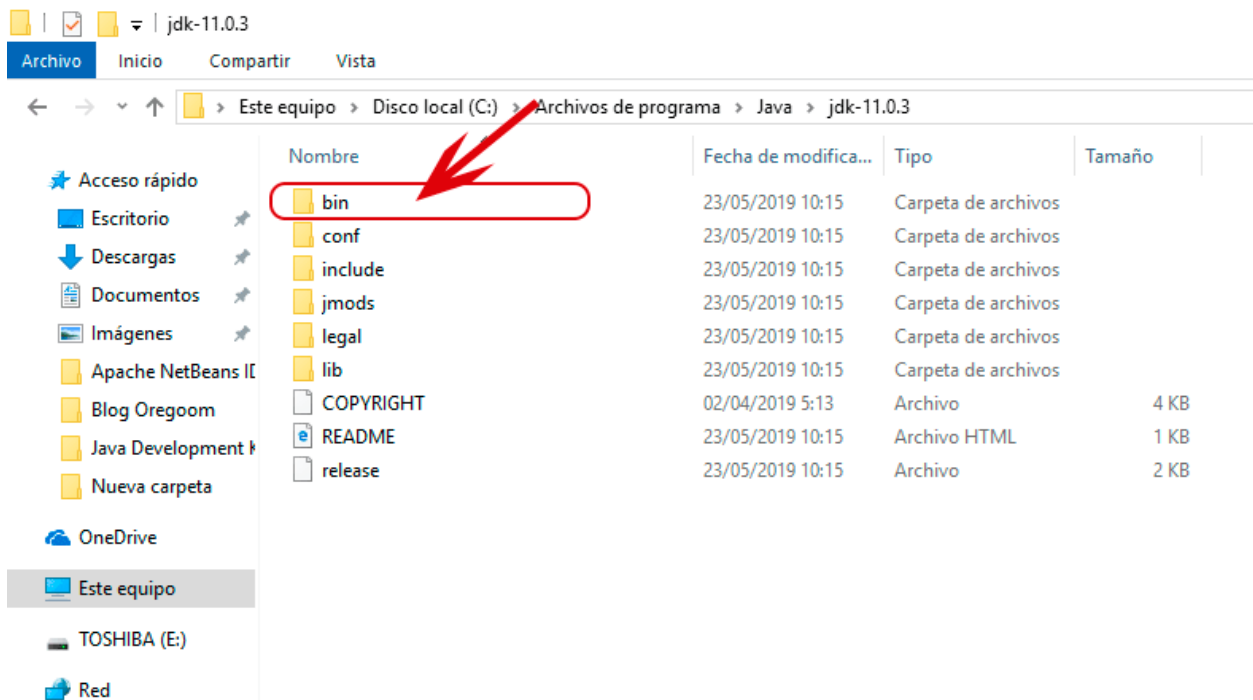 jdk-11.0.3
Archivo Inicio Compartir Vista
Este equipo > Disco local (C:) > Archivos de programa > Java > jdk-11.0.3
Nombre Fecha de modifica... Tipo Tamaño
Acceso rápido
Escritorio
Descargas
Documentos
Imágenes
Apache NetBeans ID
Blog Oregoom
Java Development K
Nueva carpeta
OneDrive
Este equipo
TOSHIBA (E:)
Red
bin 23/05/2019 10:15 Carpeta de archivos
conf 23/05/2019 10:15 Carpeta de archivos
include 23/05/2019 10:15 Carpeta de archivos
jmods 23/05/2019 10:15 Carpeta de archivos
legal 23/05/2019 10:15 Carpeta de archivos
lib 23/05/2019 10:15 Carpeta de archivos
COPYRIGHT 02/04/2019 5:13 Archivo 4 KB
README 23/05/2019 10:15 Archivo HTML 1 KB
release 23/05/2019 10:15 Archivo 2 KB